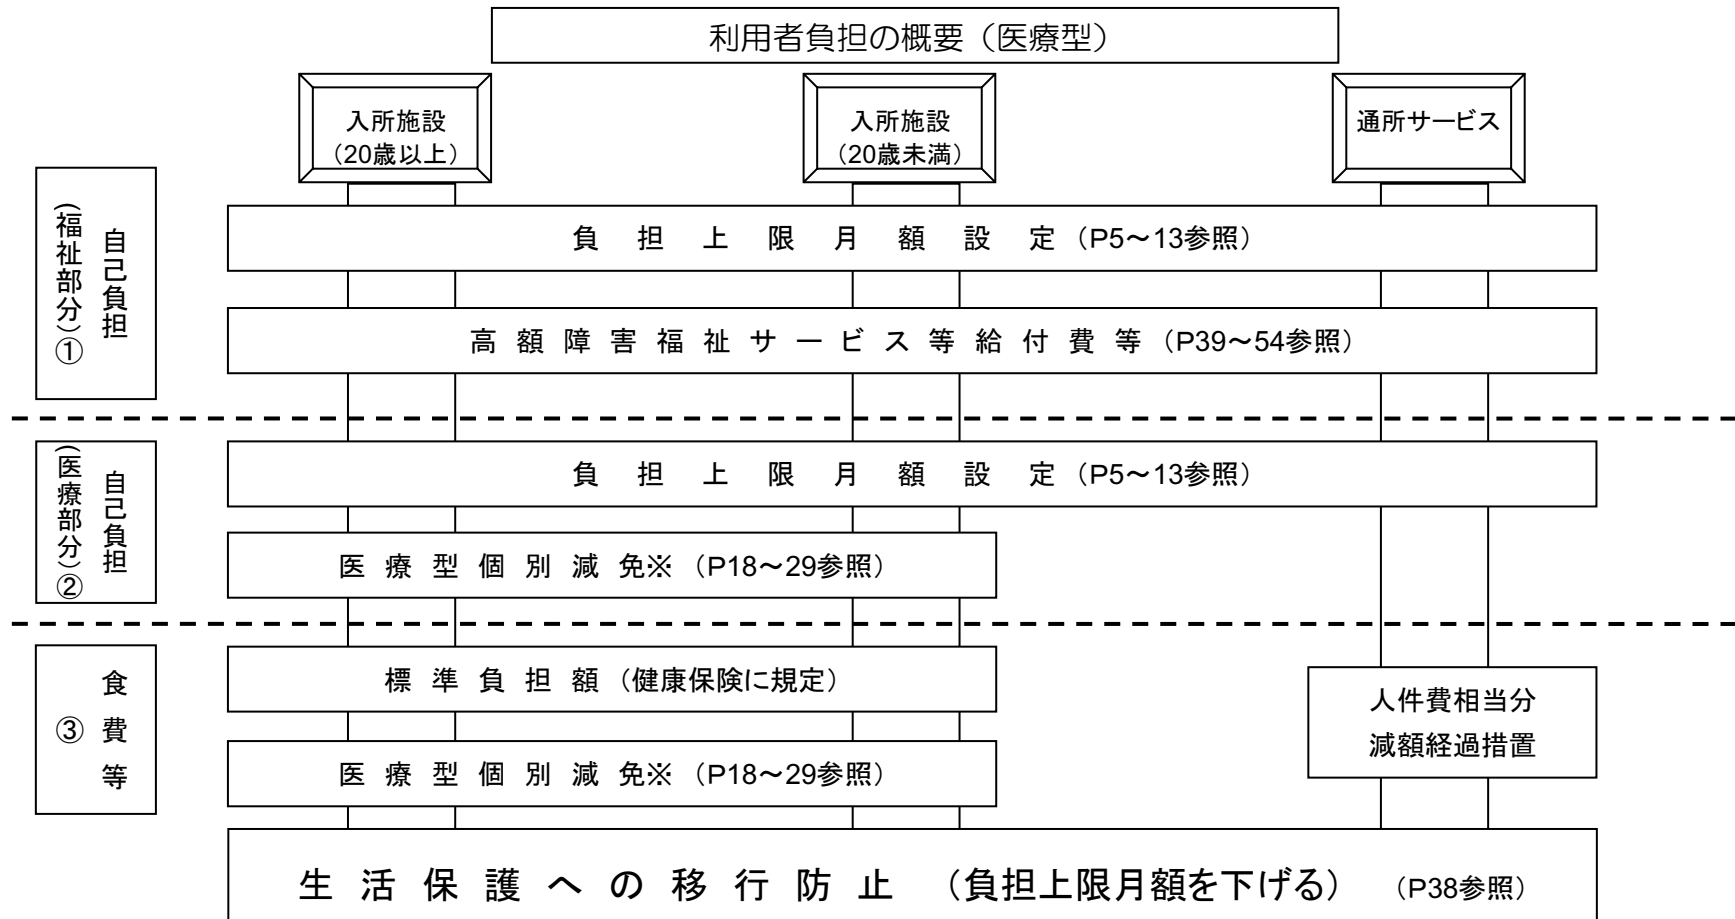 利用者負担の概要（医療型）
入所施設
（20歳以上）
入所施設
（20歳未満）
通所サービス
自己負担
（福祉部分）①
負担上限月額設定（P5～13参照）
高額障害福祉サービス等給付費等（P39～54参照）
自己負担
（医療部分）②
負担上限月額設定（P5～13参照）
医療型個別減免※（P18～29参照）
食費等
③
標準負担額（健康保険に規定）
人件費相当分
減額経過措置
医療型個別減免※（P18～29参照）
生活保護への移行防止（負担上限月額を下げる）（P38参照）